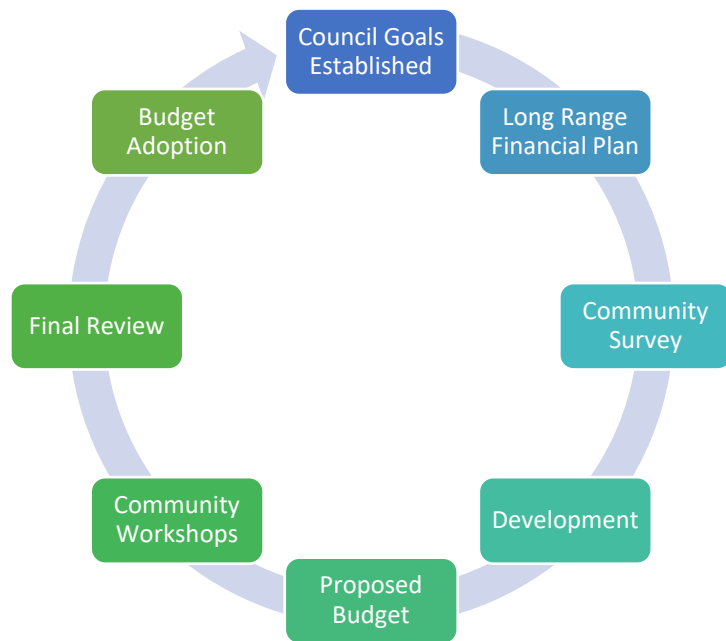 Council Goals
Established
Long Range
Financial Plan
Community
Survey
Development
Proposed
Budget
Community
Workshops
Final Review
Budget
Adoption